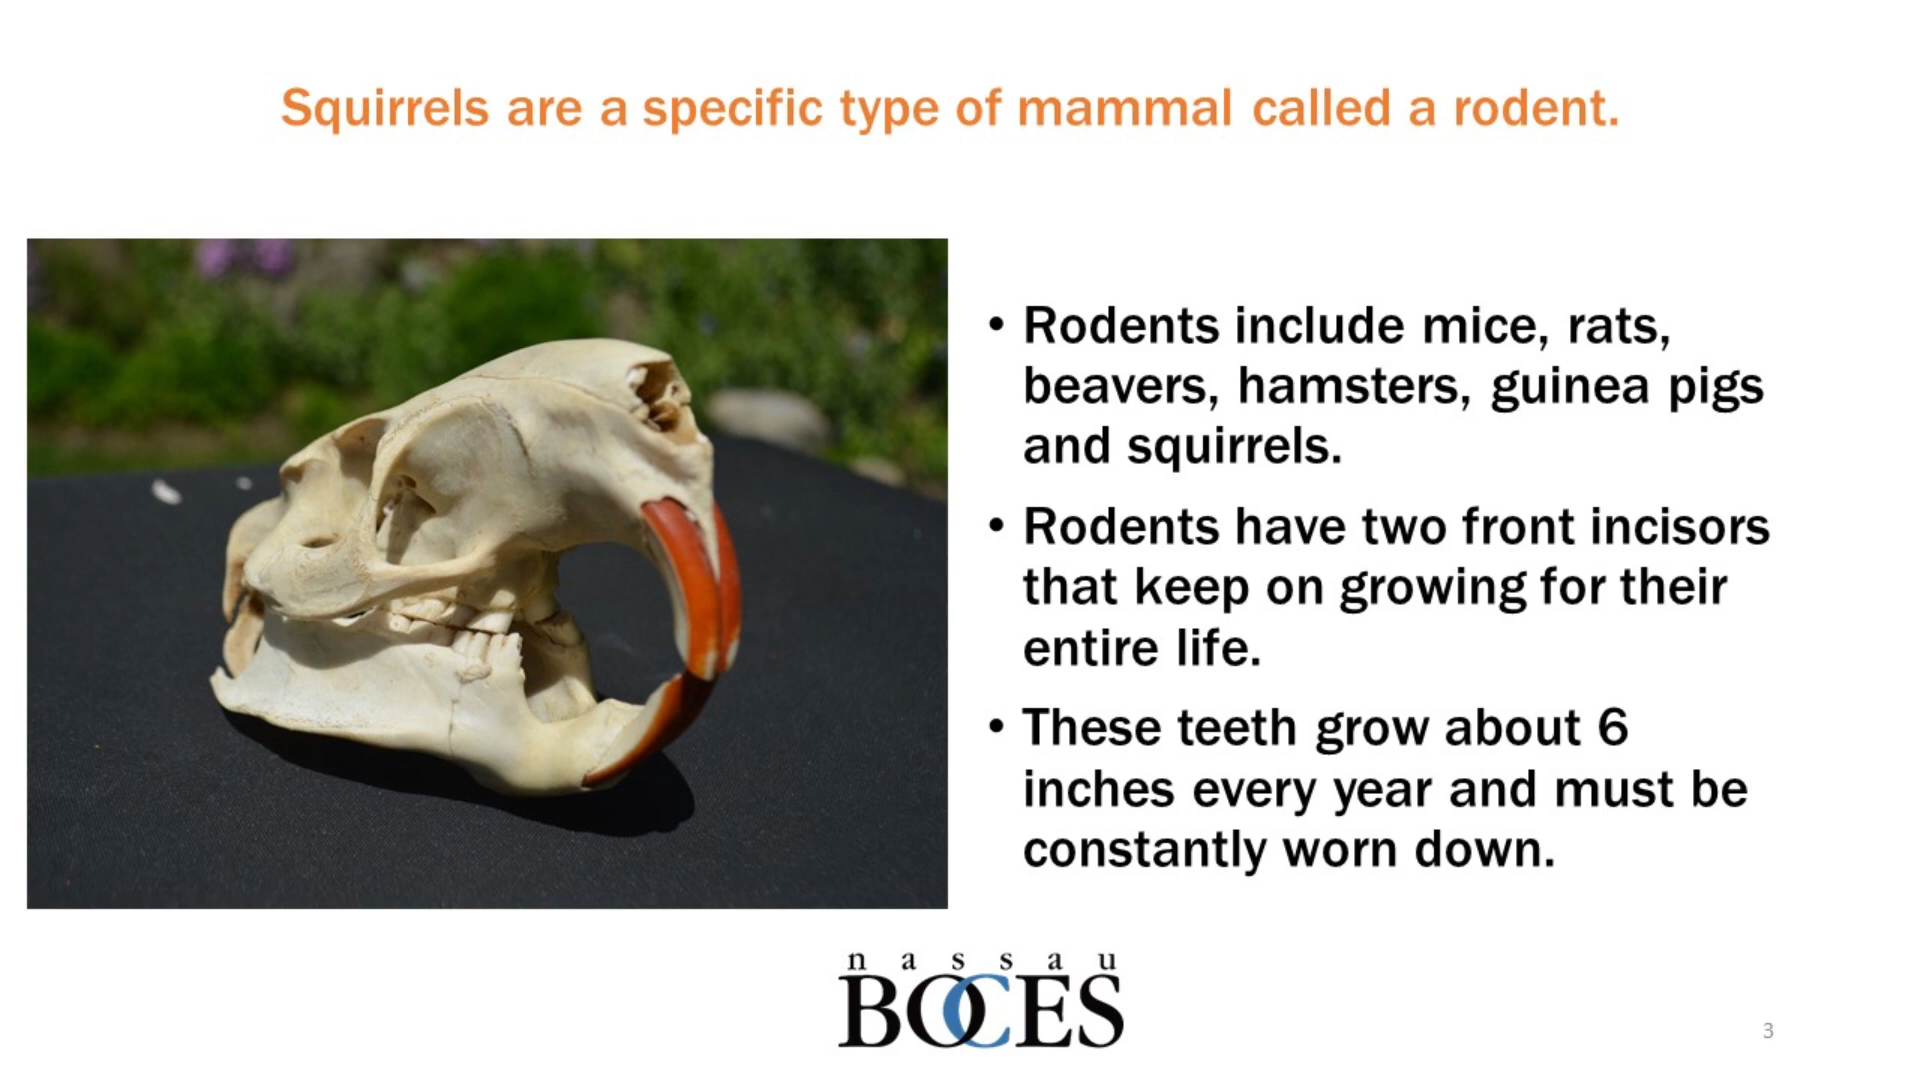 Squirrels are a specific type of mammal called a rodent.
• Rodents include mice, rats,
beavers, hamsters, guinea pigs
and squirrels.
• Rodents have two front incisors
that keep on growing for their
entire life.
• These teeth grow about 6
inches every year and must be
constantly worn down.
nassau
BOCES
3